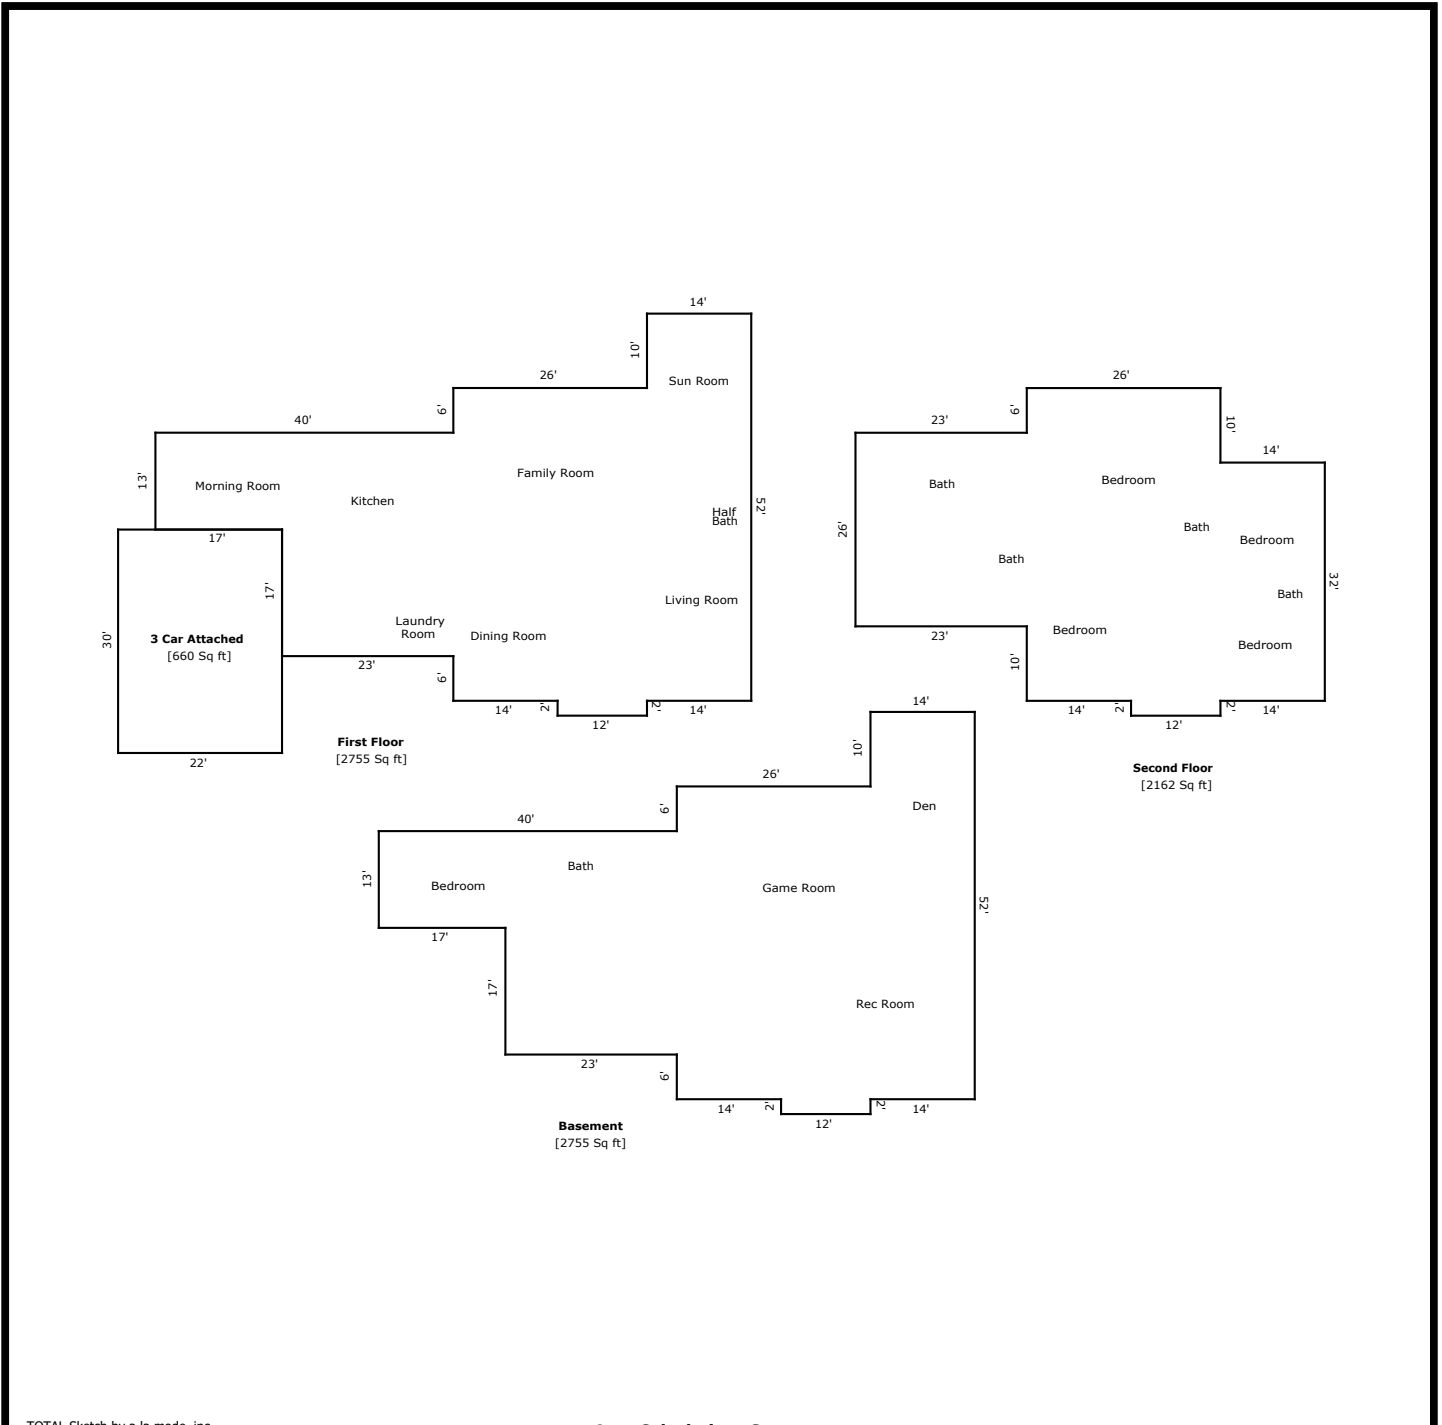 14'
10'
Sun Room
26'
6'
40'
13'
Morning Room
Kitchen
Family Room
Half
Bath
52'
17'
17'
30'
3 Car Attached
[660 Sq ft]
Living Room
Laundry
Room
Dining Room
23'
6'
14'
2'
12'
2'
14'
22'
First Floor
[2755 Sq ft]
26'
6'
23'
10'
14'
Bath
Bedroom
26'
Bath
Bedroom
Bath
32'
Bath
Bedroom
Bedroom
23'
10'
14'
2'
12'
2'
14'
Second Floor
[2162 Sq ft]
14'
10'
26'
6'
40'
Den
13'
Bath
Bedroom
Game Room
52'
17'
17'
Rec Room
23'
6'
14'
2'
12'
2'
14'
Basement
[2755 Sq ft]